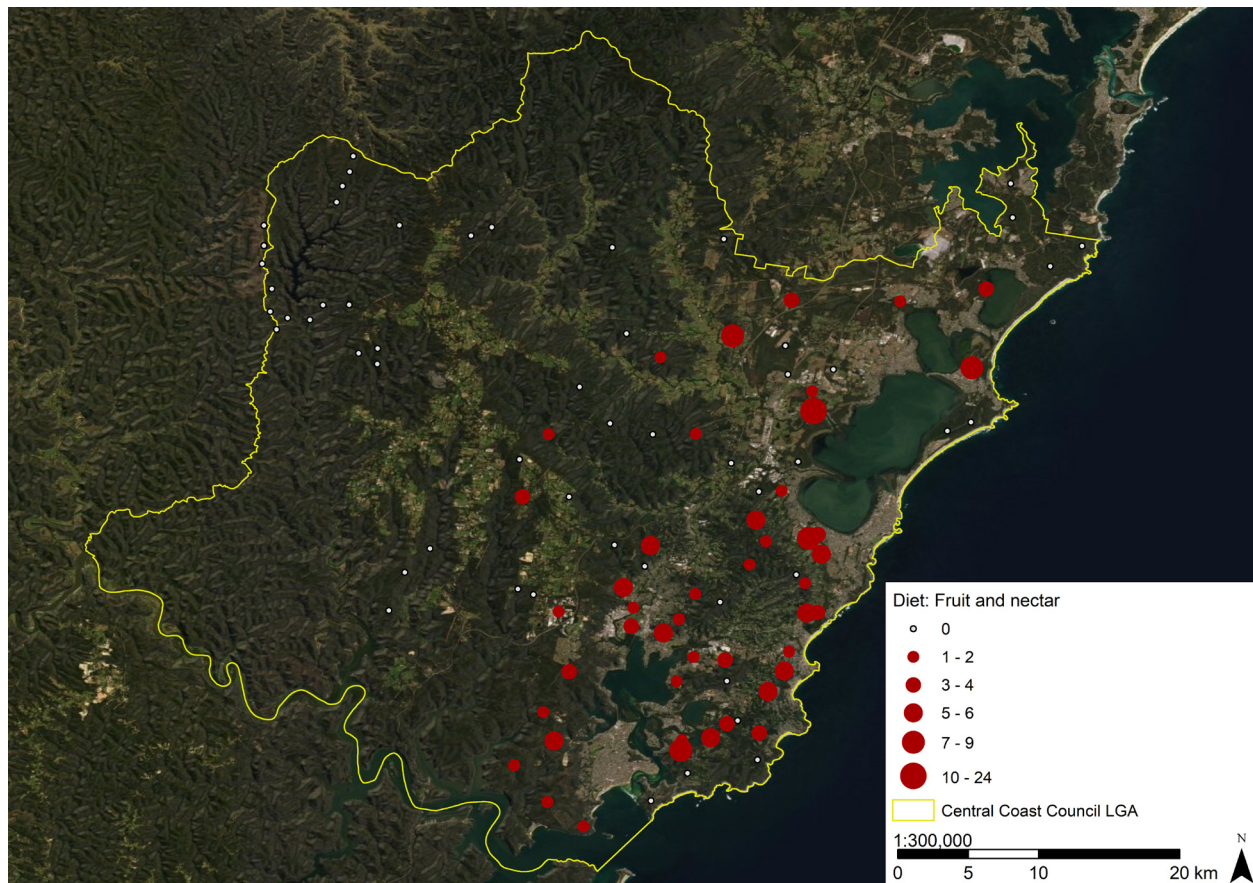 Diet: Fruit and nectar
0
1 - 2
3 - 4
5 - 6
7 - 9
10 - 24
Central Coast Council LGA
1:300,000
N
0 5 10 20 km